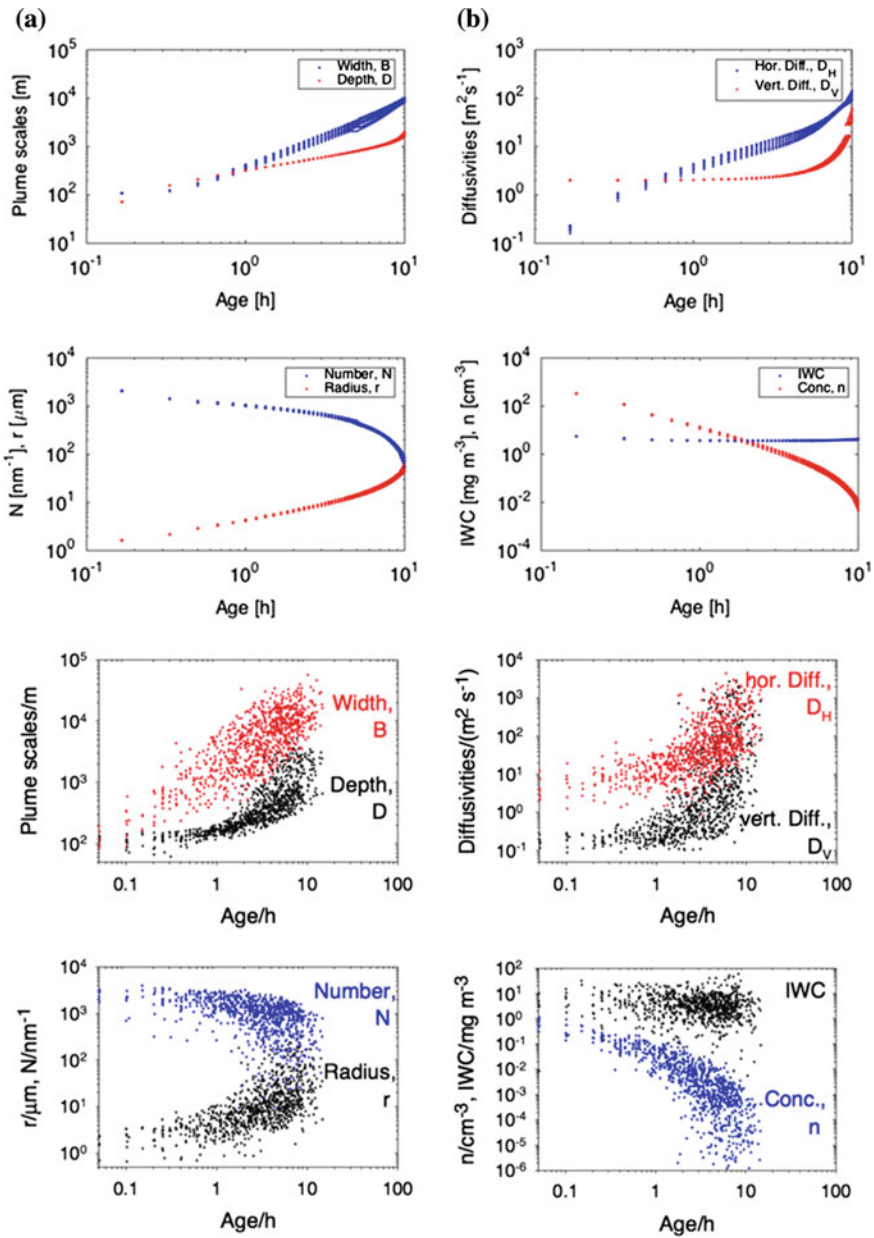 (a)
(b)
Plume scales [m]
10^5
10^4
10^3
10^2
10^1
Width, B
Depth, D
10^-1
10^0
10^1
Age [h]
Diffusivities [m^2 s^-1]
10^3
10^2
10^1
10^0
10^-1
Hor. Diff., D_H
Vert. Diff., D_V
10^-1
10^0
10^1
Age [h]
N [nm^-1], r [μm]
10^4
10^3
10^2
10^1
10^0
Number, N
Radius, r
10^-1
10^0
10^1
Age [h]
IWC [mg m^-3], n [cm^-3]
10^4
10^2
10^0
10^-2
10^-4
IWC
Conc, n
10^-1
10^0
10^1
Age [h]
Plume scales/m
10^5
10^4
10^3
10^2
Width,
B
Depth,
D
0.1
1
10
100
Age/h
Diffusivities/(m^2 s^-1)
10^4
10^3
10^2
10^1
10^0
10^-1
hor. Diff.,
D_H
vert. Diff.,
D_V
0.1
1
10
100
Age/h
r/μm, N/nm^-1
10^4
10^3
10^2
10^1
10^0
Number,
N
Radius,
r
0.1
1
10
100
Age/h
n/cm^-3, IWC/mg m^-3
10^2
10^1
10^0
10^-1
10^-2
10^-3
10^-4
10^-5
10^-6
IWC
Conc.,
n
0.1
1
10
100
Age/h